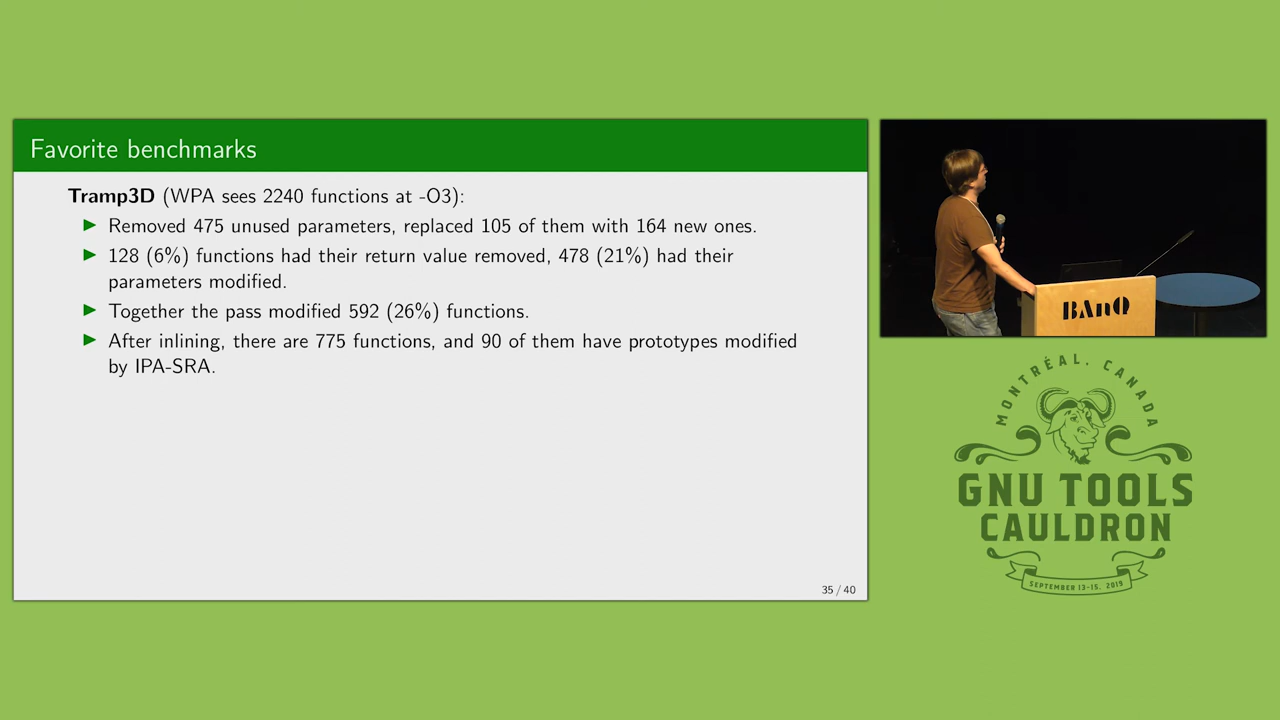 Favorite benchmarks
Tramp3D (WPA sees 2240 functions at -O3):
▶ Removed 475 unused parameters, replaced 105 of them with 164 new ones.
▶ 128 (6%) functions had their return value removed, 478 (21%) had their
parameters modified.
▶ Together the pass modified 592 (26%) functions.
▶ After inlining, there are 775 functions, and 90 of them have prototypes modified
by IPA-SRA.
35 / 40
BAnQ
MONTRÉAL, CANADA
GNU TOOLS
CAULDRON
SEPTEMBER 13-15, 2019